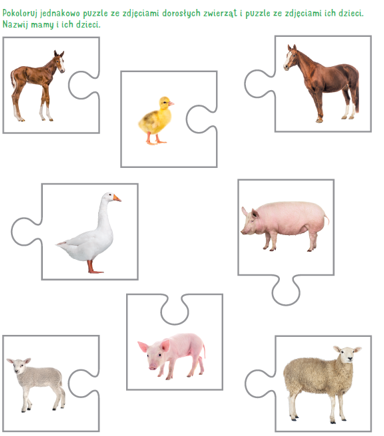 Pokoloruj jednakowo puzzle ze zdjęciami dorosłych zwierząt i puzzle ze zdjęciami ich dzieci.
Nazwij mamy i ich dzieci.